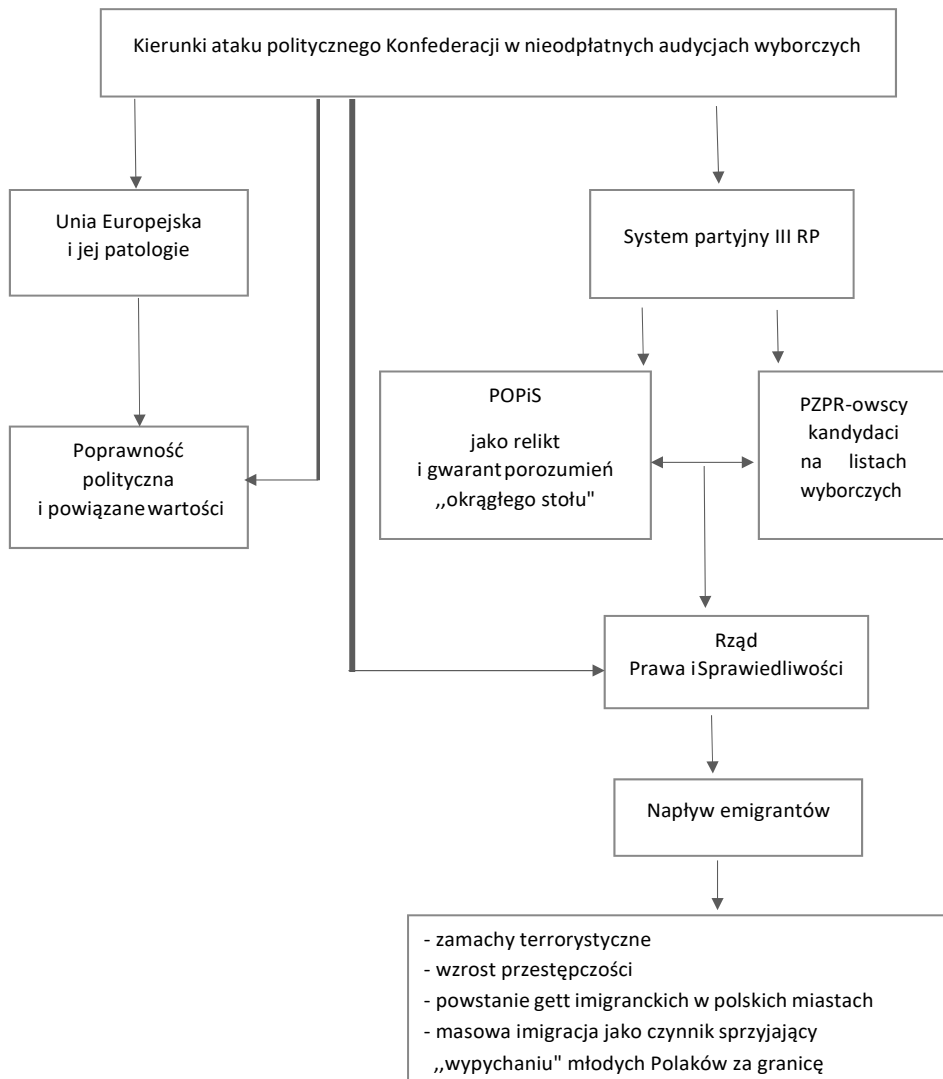 Kierunki ataku politycznego Konfederacji w nieodpłatnych audycjach wyborczych
Unia Europejska
i jej patologie
System partyjny III RP
POPiS
jako relikt
i gwarant porozumień
,,okrągłego stołu"
PZPR-owscy
kandydaci
na listach
wyborczych
Poprawność
polityczna
i powiązane wartości
Rząd
Prawa i Sprawiedliwości
Napływ emigrantów
- zamachy terrorystyczne
- wzrost przestępczości
- powstanie gett imigranckich w polskich miastach
- masowa imigracja jako czynnik sprzyjający
,,wypychaniu" młodych Polaków za granicę